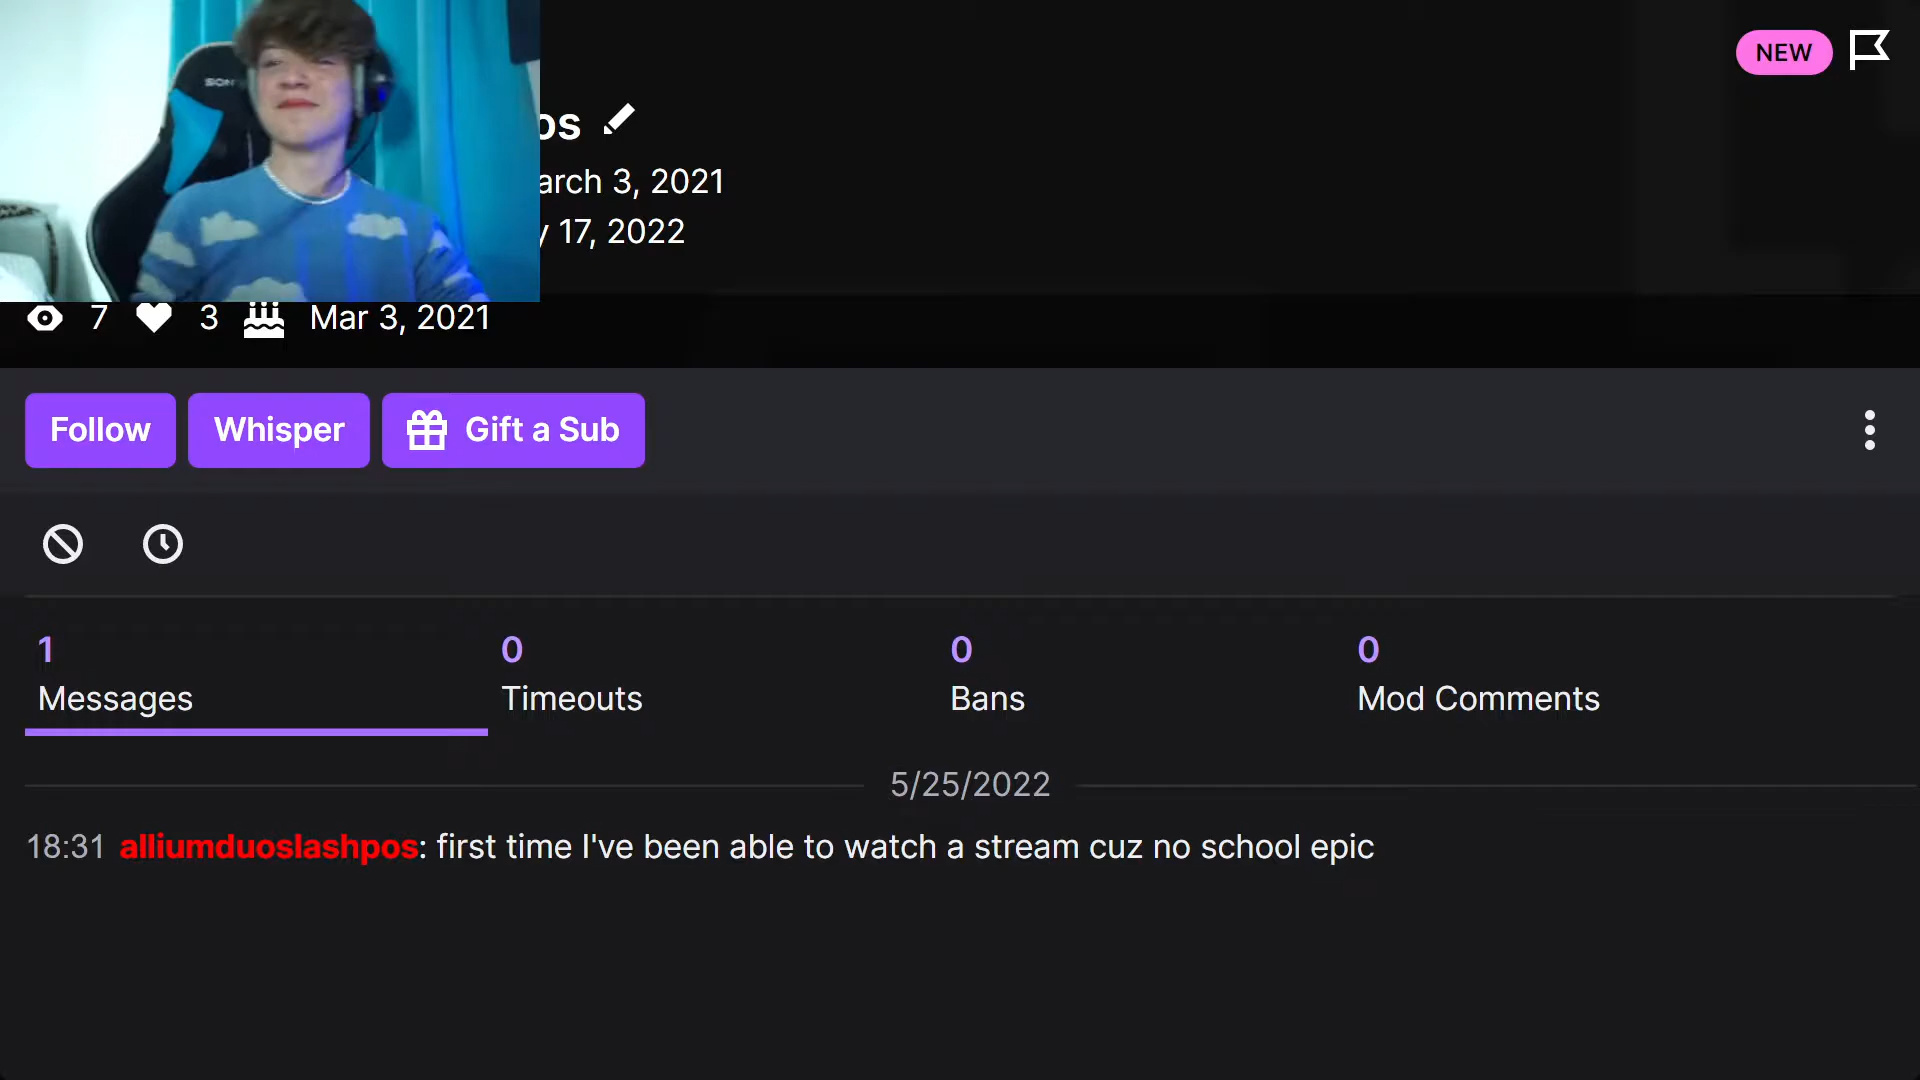 NEW
os
arch 3, 2021
y 17, 2022
7 3 Mar 3, 2021
Follow Whisper Gift a Sub
1 0 0 0
Messages Timeouts Bans Mod Comments
5/25/2022
18:31 alliumduoslashpos: first time I've been able to watch a stream cuz no school epic